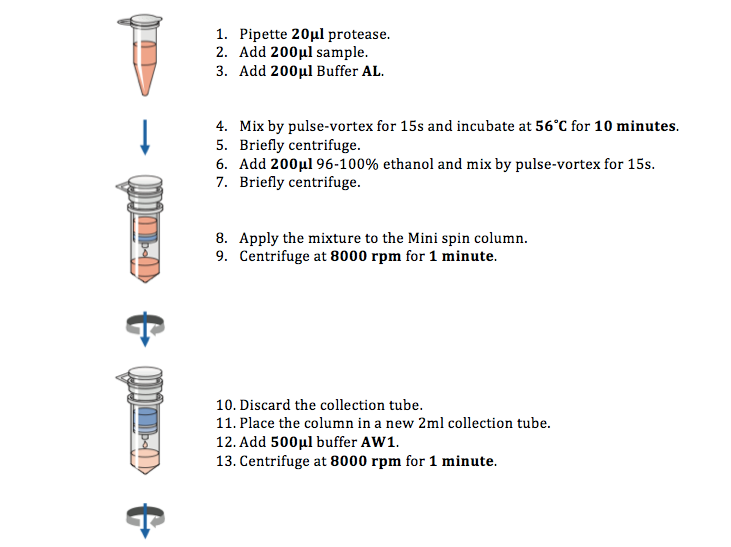 1. Pipette 20µl protease.
2. Add 200µl sample.
3. Add 200µl Buffer AL.
4. Mix by pulse-vortex for 15s and incubate at 56°C for 10 minutes.
5. Briefly centrifuge.
6. Add 200µl 96-100% ethanol and mix by pulse-vortex for 15s.
7. Briefly centrifuge.
8. Apply the mixture to the Mini spin column.
9. Centrifuge at 8000 rpm for 1 minute.
10. Discard the collection tube.
11. Place the column in a new 2ml collection tube.
12. Add 500µl buffer AW1.
13. Centrifuge at 8000 rpm for 1 minute.